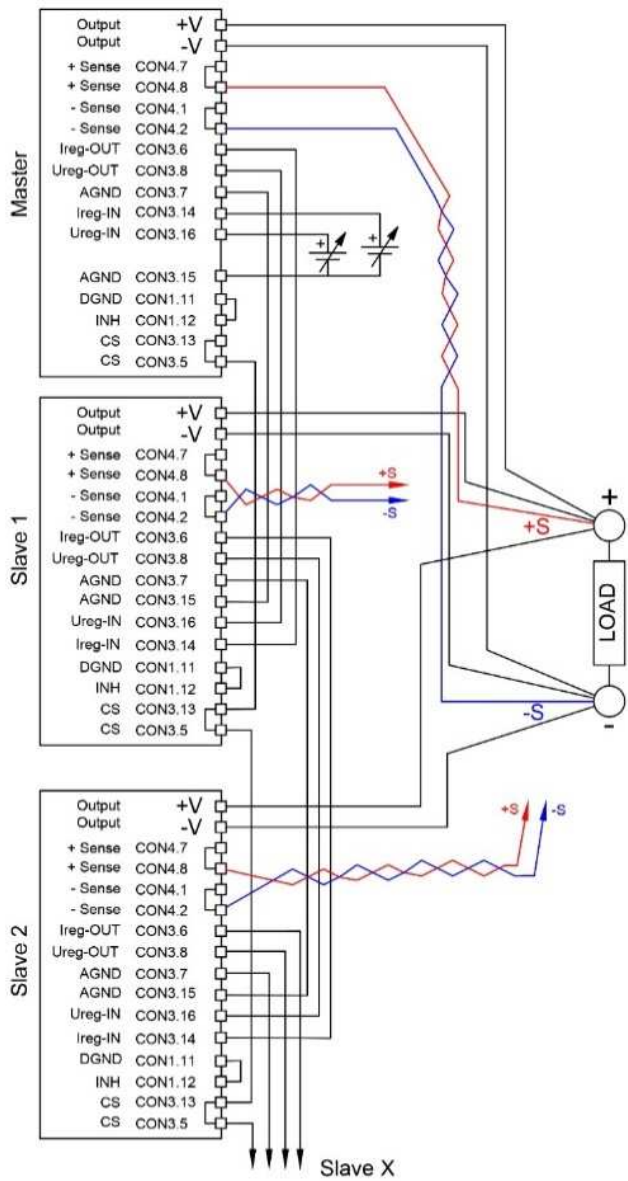 Master
Output +V
Output -V
+ Sense CON4.7
+ Sense CON4.8
- Sense CON4.1
- Sense CON4.2
Ireg-OUT CON3.6
Ureg-OUT CON3.8
AGND CON3.7
Ireg-IN CON3.14
Ureg-IN CON3.16
AGND CON3.15
DGND CON1.11
INH CON1.12
CS CON3.13
CS CON3.5
+
+
Slave 1
Output +V
Output -V
+ Sense CON4.7
+ Sense CON4.8
- Sense CON4.1
- Sense CON4.2
Ireg-OUT CON3.6
Ureg-OUT CON3.8
AGND CON3.7
AGND CON3.15
Ureg-IN CON3.16
Ireg-IN CON3.14
DGND CON1.11
INH CON1.12
CS CON3.13
CS CON3.5
+S
-S
+
+S
LOAD
-S
-
Slave 2
Output +V
Output -V
+ Sense CON4.7
+ Sense CON4.8
- Sense CON4.1
- Sense CON4.2
Ireg-OUT CON3.6
Ureg-OUT CON3.8
AGND CON3.7
AGND CON3.15
Ureg-IN CON3.16
Ireg-IN CON3.14
DGND CON1.11
INH CON1.12
CS CON3.13
CS CON3.5
+S -S
Slave X